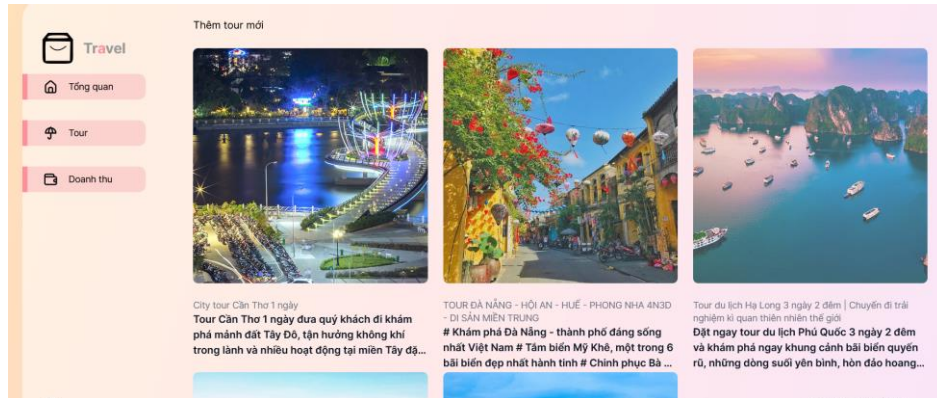 Travel
Tổng quan
Tour
Doanh thu
Thêm tour mới
City tour Cần Thơ 1 ngày
Tour Cần Thơ 1 ngày đưa quý khách đi khám
phá mảnh đất Tây Đô, tận hưởng không khí
trong lành và nhiều hoạt động tại miền Tây đặ...
TOUR ĐÀ NẴNG - HỘI AN - HUẾ - PHONG NHA 4N3D
- DI SẢN MIỀN TRUNG
# Khám phá Đà Nẵng - thành phố đáng sống
nhất Việt Nam # Tắm biển Mỹ Khê, một trong 6
bãi biển đẹp nhất hành tinh # Chinh phục Bà ...
Tour du lịch Hạ Long 3 ngày 2 đêm | Chuyến đi trải
nghiệm kì quan thiên nhiên thế giới
Đặt ngay tour du lịch Phú Quốc 3 ngày 2 đêm
và khám phá ngay khung cảnh bãi biển quyến
rũ, những dòng suối yên bình, hòn đảo hoang...